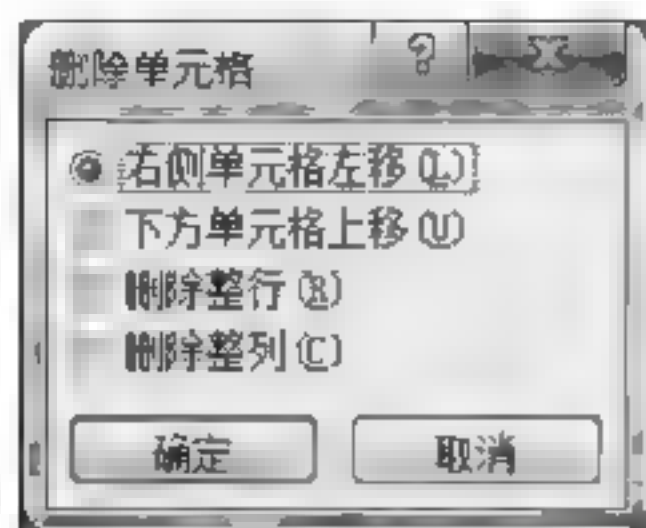 删除单元格
右侧单元格左移(L)
下方单元格上移(U)
删除整行(R)
删除整列(C)
确定 取消